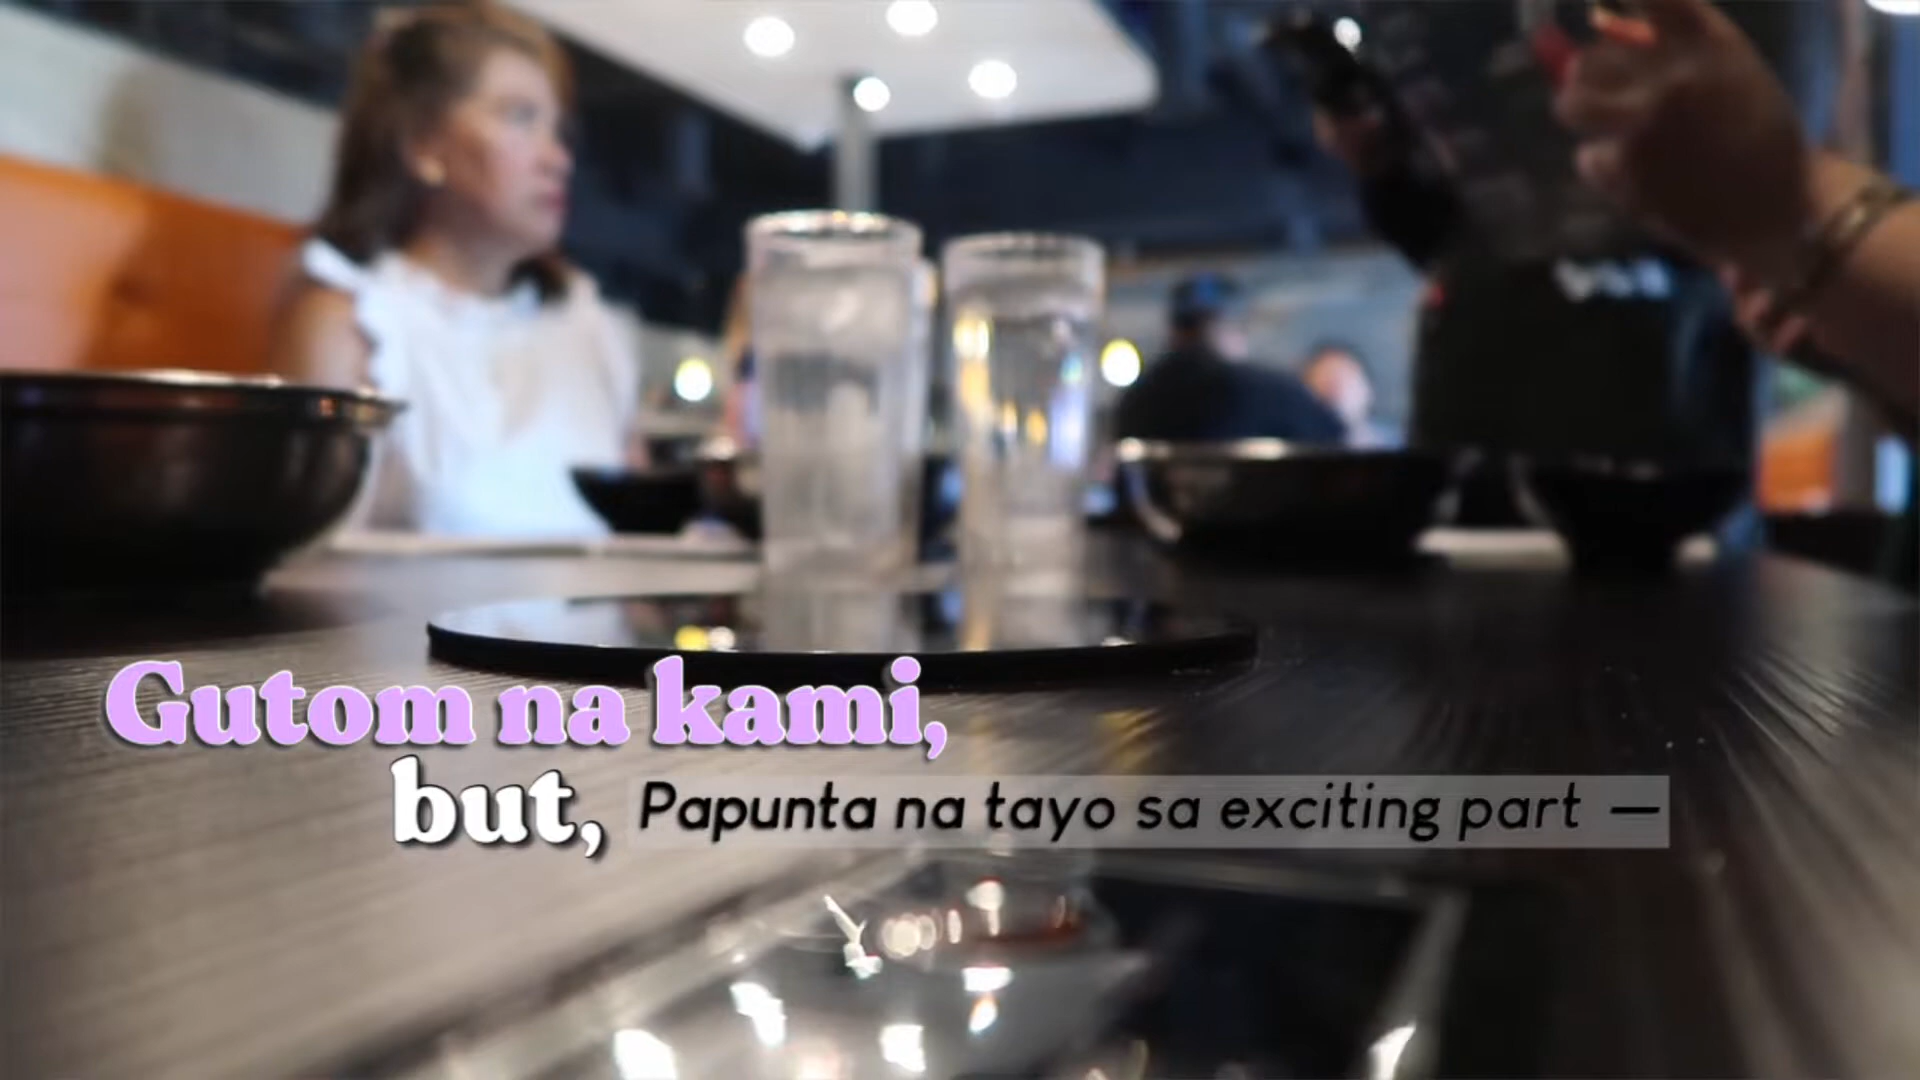 Gutom na kami,
but, Papunta na tayo sa exciting part —